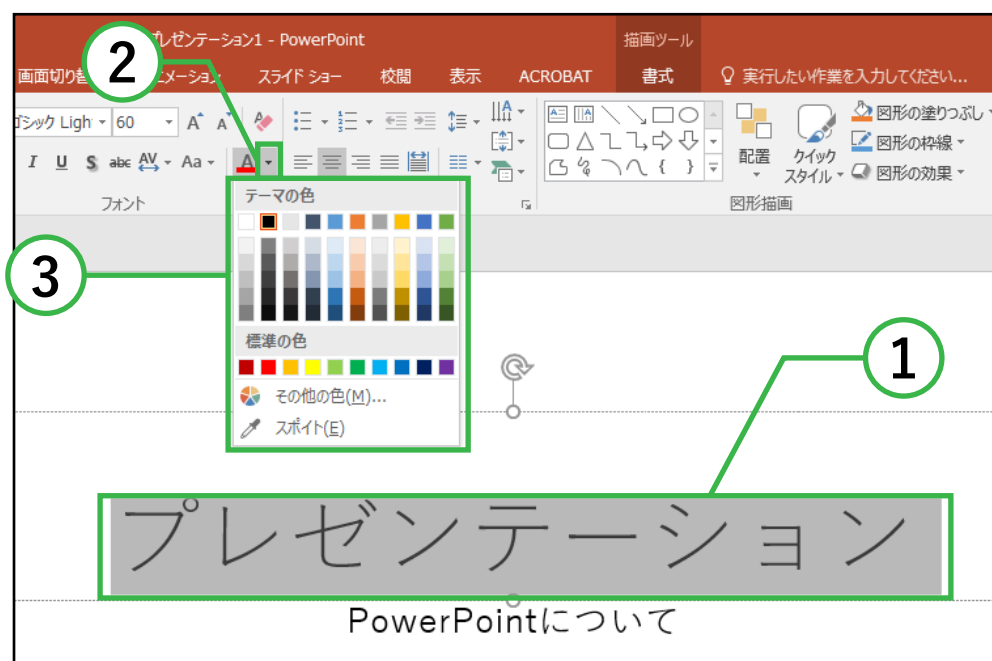 プレゼンテーション1 - PowerPoint
描画ツール
画面切り替え アニメーション スライド ショー 校閲 表示 ACROBAT 書式 実行したい作業を入力してください...
ゴシック Ligh 60 A A
I U S abc AV Aa A
配置
クイック
スタイル
図形の塗りつぶし
図形の枠線
図形の効果
フォント
図形描画
テーマの色
標準の色
その他の色(M)...
スポイト(E)
2
3
1
プレゼンテーション
PowerPointについて